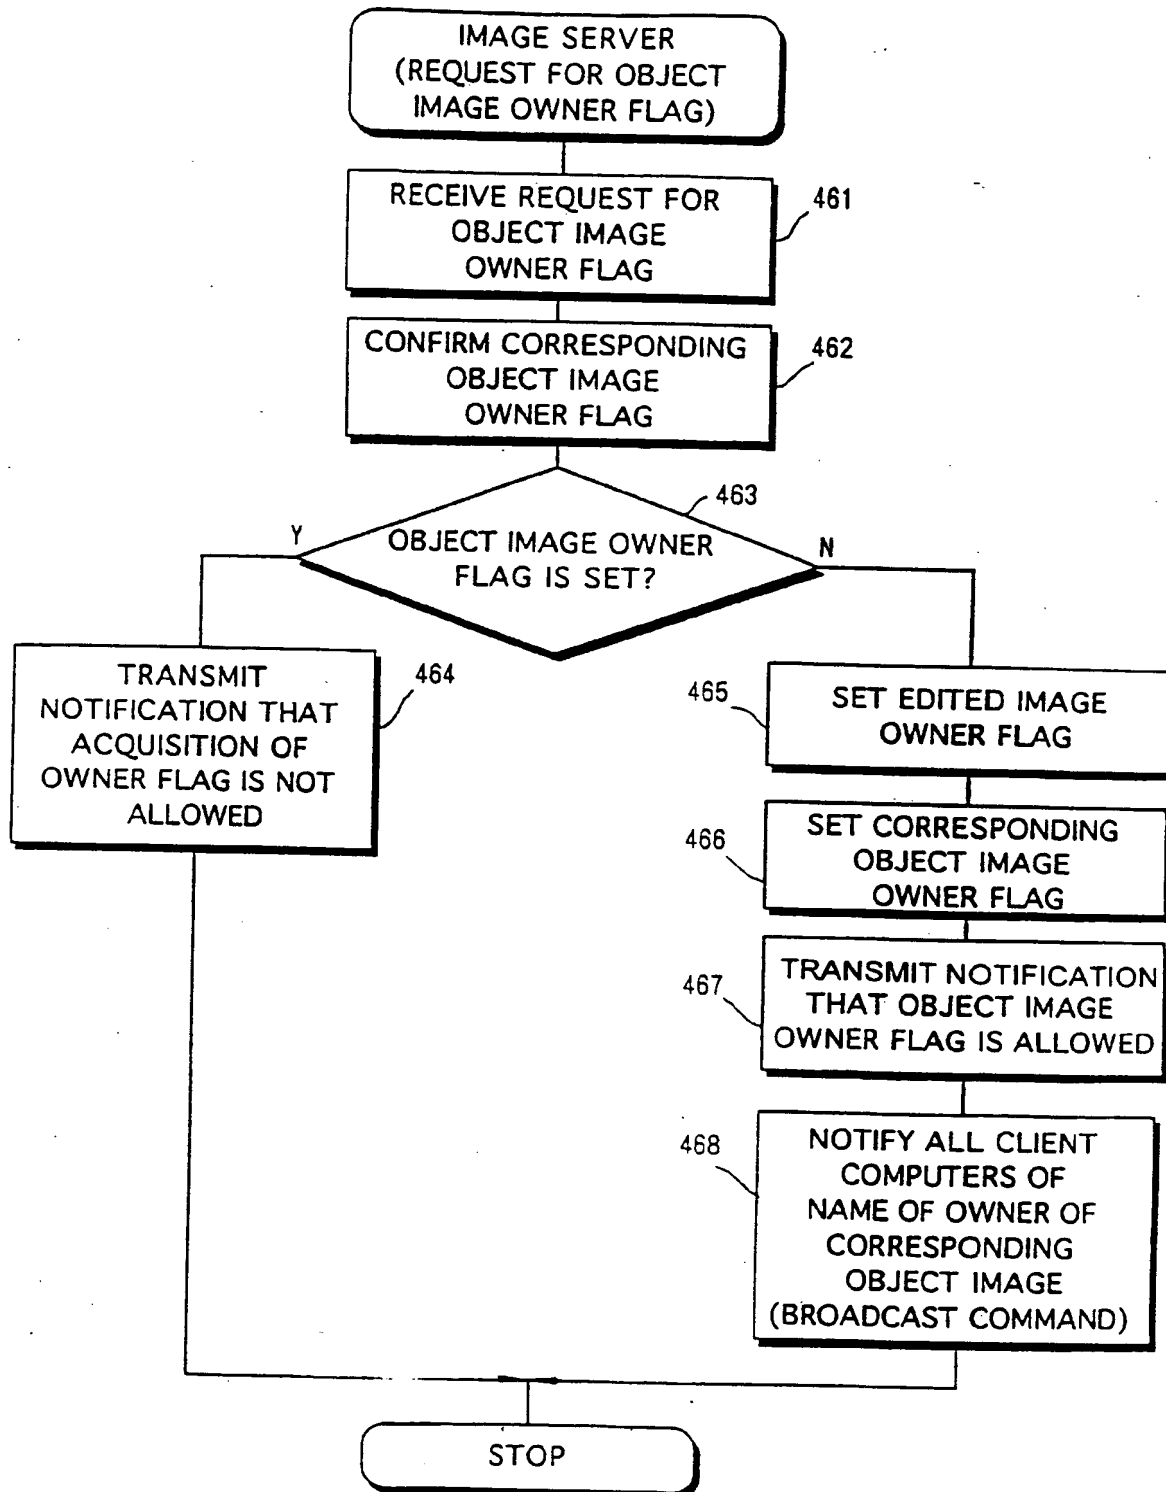 IMAGE SERVER
(REQUEST FOR OBJECT
IMAGE OWNER FLAG)
RECEIVE REQUEST FOR
OBJECT IMAGE
OWNER FLAG
461
CONFIRM CORRESPONDING
OBJECT IMAGE
OWNER FLAG
462
463
Y
OBJECT IMAGE OWNER
FLAG IS SET?
N
TRANSMIT
NOTIFICATION THAT
ACQUISITION OF
OWNER FLAG IS NOT
ALLOWED
464
465
SET EDITED IMAGE
OWNER FLAG
466
SET CORRESPONDING
OBJECT IMAGE
OWNER FLAG
467
TRANSMIT NOTIFICATION
THAT OBJECT IMAGE
OWNER FLAG IS ALLOWED
468
NOTIFY ALL CLIENT
COMPUTERS OF
NAME OF OWNER OF
CORRESPONDING
OBJECT IMAGE
(BROADCAST COMMAND)
STOP